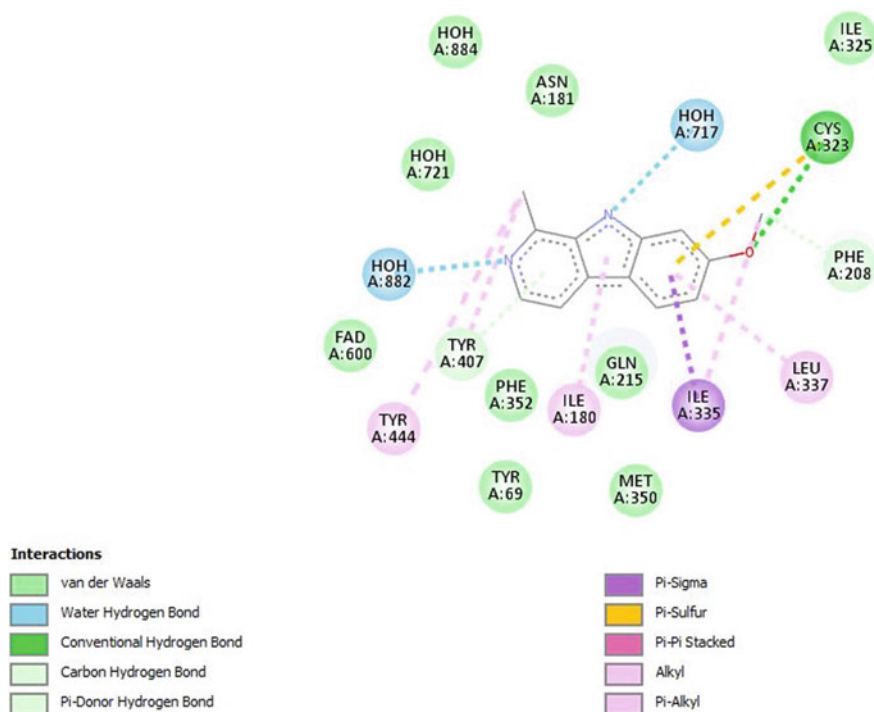 HOH
A:884
ILE
A:325
ASN
A:181
HOH
A:717
CYS
A:323
HOH
A:721
N
HOH
A:882
N
O
PHE
A:208
FAD
A:600
TYR
A:407
GLN
A:215
LEU
A:337
PHE
A:352
ILE
A:180
ILE
A:335
TYR
A:444
TYR
A:69
MET
A:350
Interactions
van der Waals
Water Hydrogen Bond
Conventional Hydrogen Bond
Carbon Hydrogen Bond
Pi-Donor Hydrogen Bond
Pi-Sigma
Pi-Sulfur
Pi-Pi Stacked
Alkyl
Pi-Alkyl